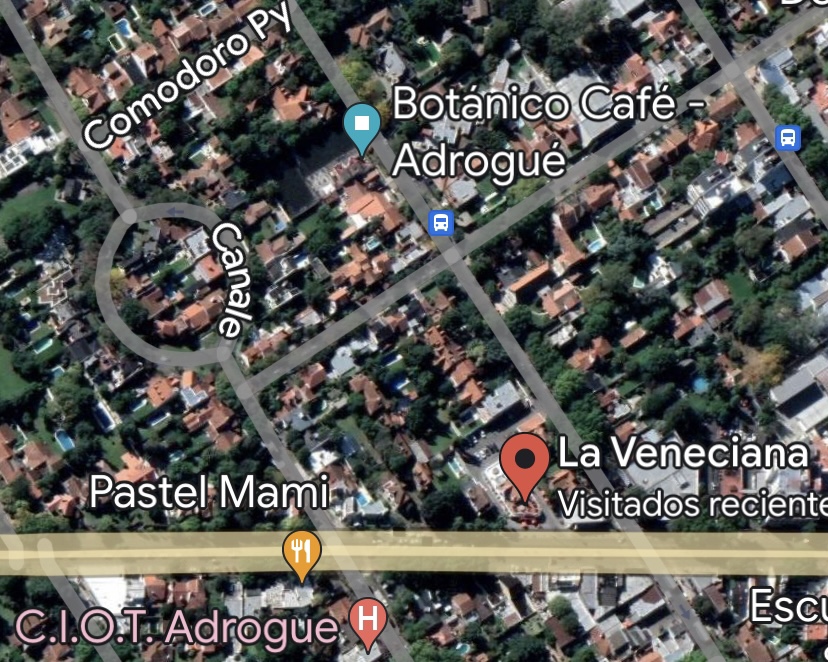 Comodoro Py
Botánico Café -
Adrogué
Canale
La Veneciana
Visitados reciente
Pastel Mami
H
C.I.O.T. Adrogue
Escu